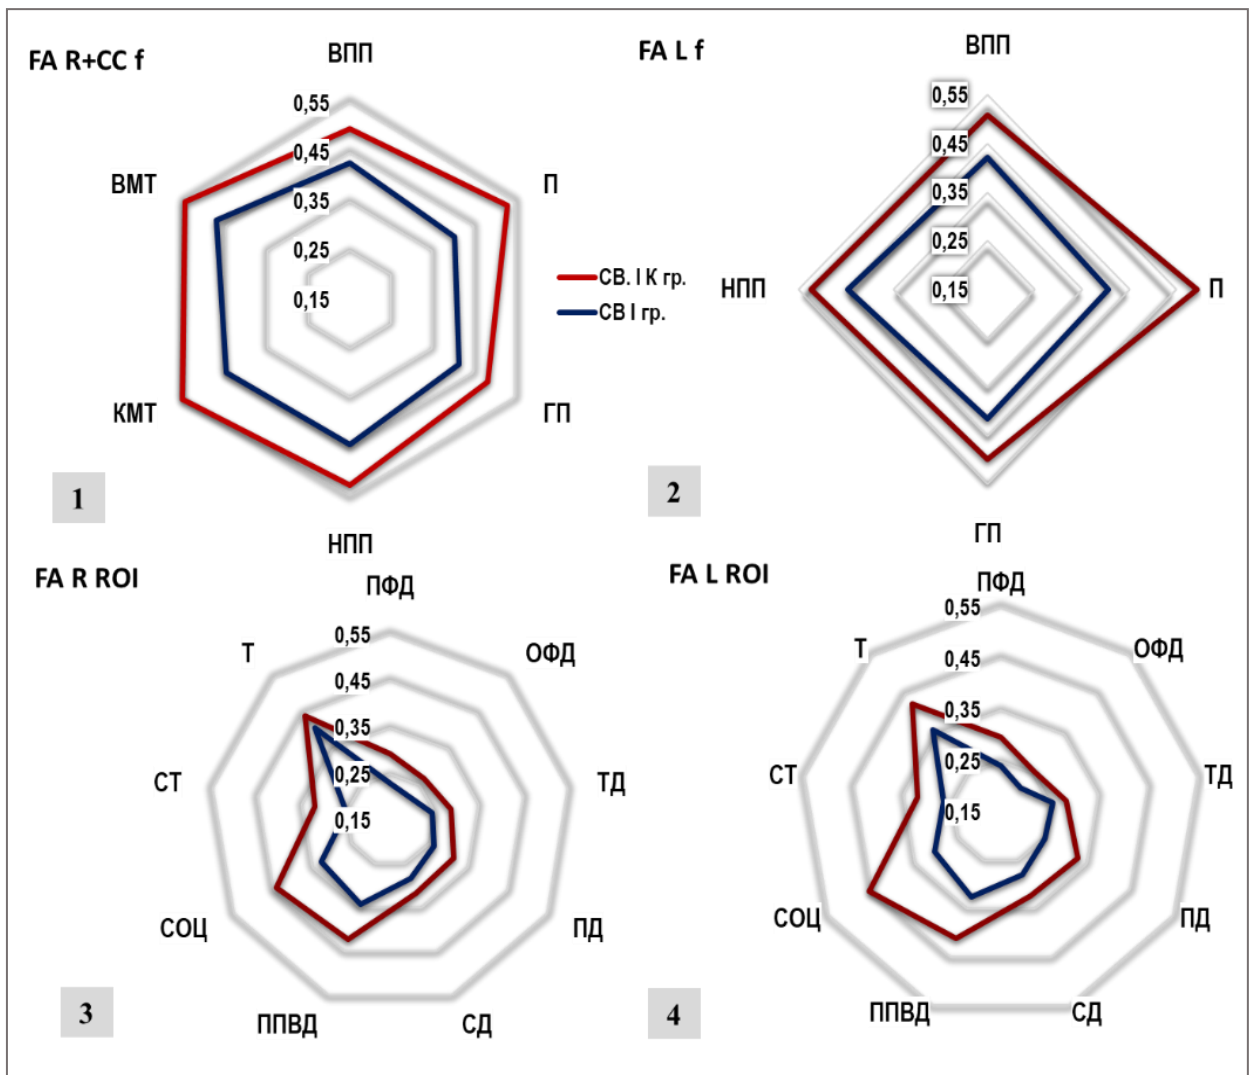 FA R+CC f
ВПП
0,55
0,45
0,35
0,25
0,15
П
ГП
НПП
КМТ
ВМТ
1
СВ. I К гр.
СВ I гр.
FA L f
ВПП
0,55
0,45
0,35
0,25
0,15
П
ГП
НПП
2
FA R ROI
ПФД
0,55
0,45
0,35
0,25
0,15
ОФД
ТД
ПД
СД
ППВД
СОЦ
СТ
Т
3
FA L ROI
ПФД
0,55
0,45
0,35
0,25
0,15
ОФД
ТД
ПД
СД
ППВД
СОЦ
СТ
Т
4